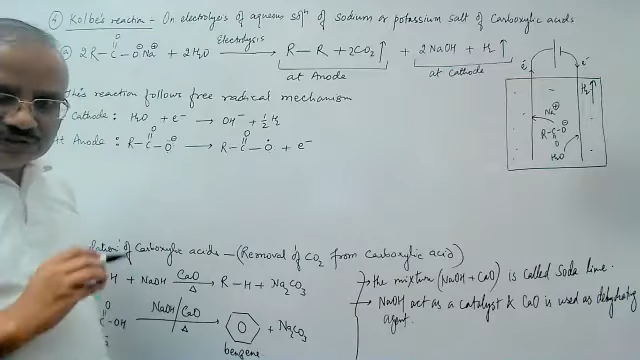 ④ Kolbe's reaction - On electrolysis of aqueous solⁿ of sodium or potassium salt of Carboxylic acids
2R-C-ONa + 2H₂O Electrolysis → R-R + 2CO₂↑ + 2NaOH + H₂↑
O ⊖ ⊕
at Anode at Cathode
this reaction follows free radical mechanism
Cathode : H₂O + e⁻ → OH⁻ + ½H₂
Anode : R-C-O⊖ → R-C-Ȯ + e⁻
O O
e⁻ e⁻
H₂↑
Na⊕
R-C-O⊖
O
H₂O
of Carboxylic acids - (Removal of CO₂ from Carboxylic acid)
H + NaOH CaO/Δ → R-H + Na₂CO₃
O
C-OH NaOH/CaO/Δ → + Na₂CO₃
benzene
→ the mixture (NaOH + CaO) is called Soda lime.
→ NaOH act as a catalyst & CaO is used as dehydrating
agent.